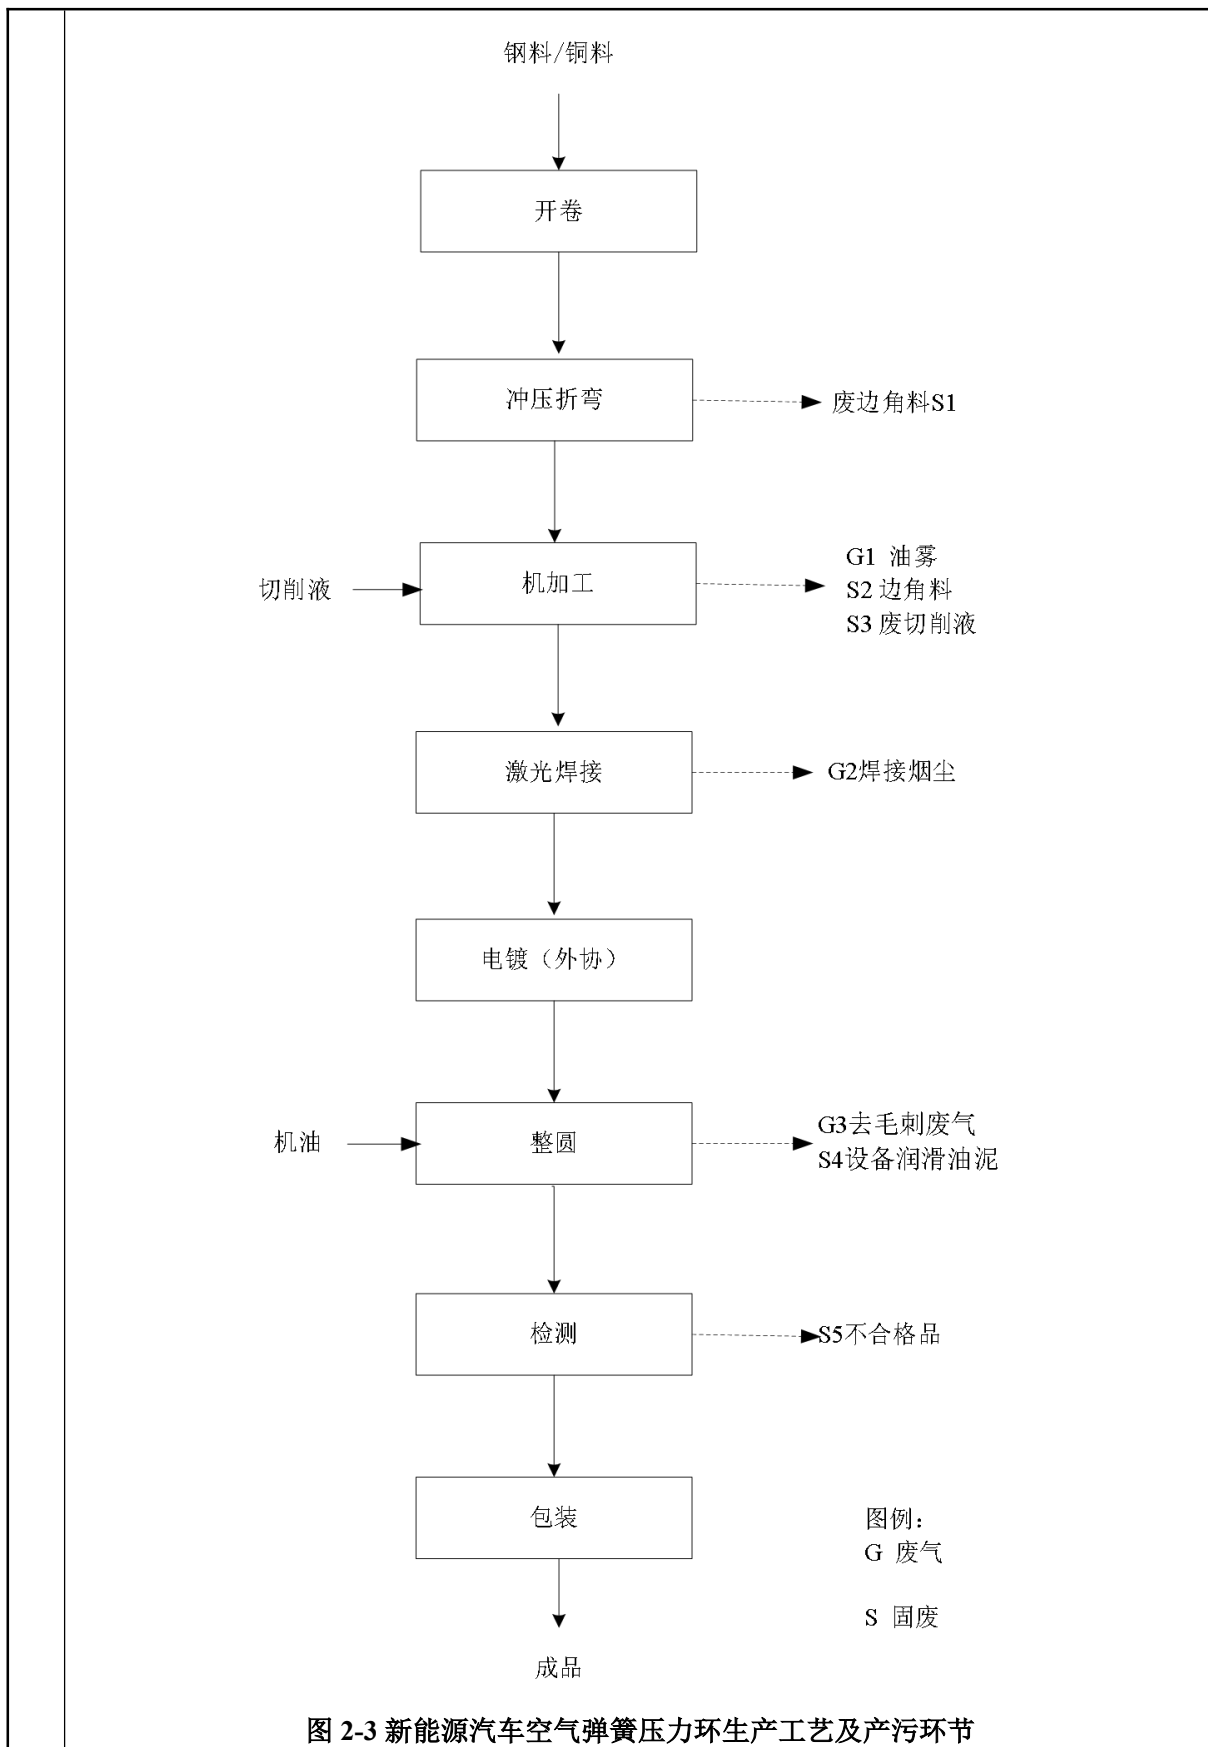 钢料/铜料
开卷
冲压折弯
废边角料S1
切削液
机加工
G1 油雾
S2 边角料
S3 废切削液
激光焊接
G2焊接烟尘
电镀（外协）
机油
整圆
G3去毛刺废气
S4设备润滑油泥
检测
S5不合格品
包装
图例：
G 废气
S 固废
成品
图 2-3 新能源汽车空气弹簧压力环生产工艺及产污环节